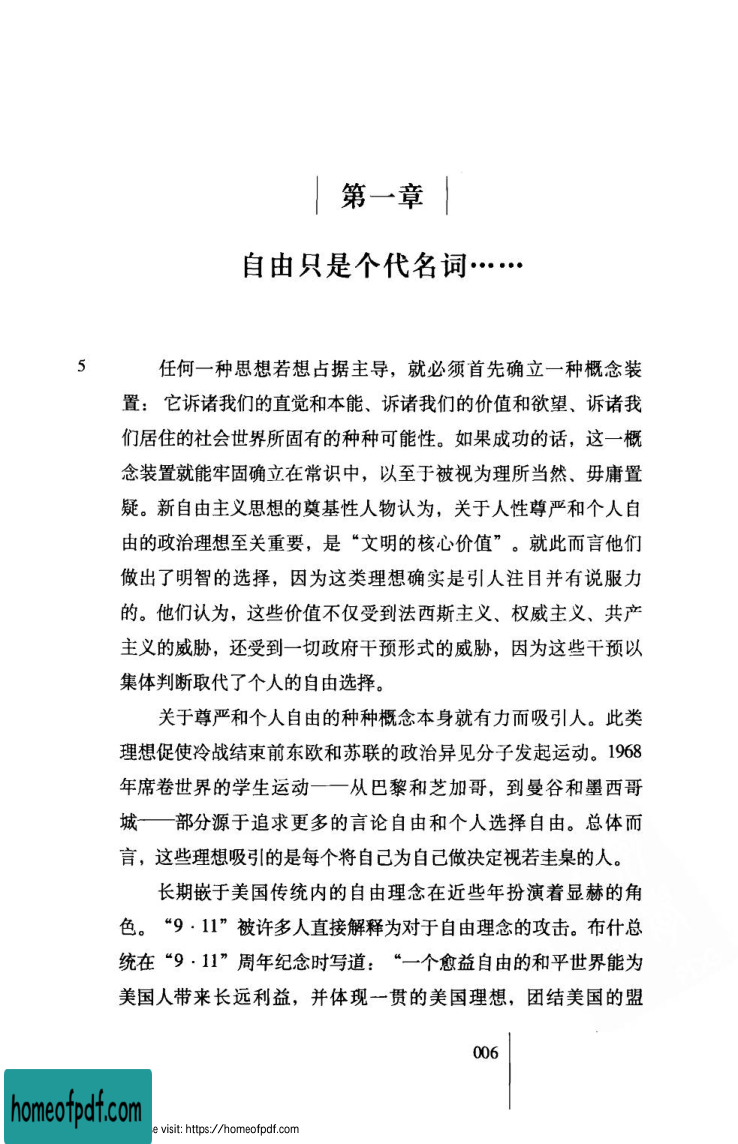 第一章
自由只是个代名词……
5
任何一种思想若想占据主导，就必须首先确立一种概念装
置：它诉诸我们的直觉和本能、诉诸我们的价值和欲望、诉诸我
们居住的社会世界所固有的种种可能性。如果成功的话，这一概
念装置就能牢固确立在常识中，以至于被视为理所当然、毋庸置
疑。新自由主义思想的奠基性人物认为，关于人性尊严和个人自
由的政治理想至关重要，是“文明的核心价值”。就此而言他们
做出了明智的选择，因为这类理想确实是引人注目并有说服力
的。他们认为，这些价值不仅受到法西斯主义、权威主义、共产
主义的威胁，还受到一切政府干预形式的威胁，因为这些干预以
集体判断取代了个人的自由选择。
关于尊严和个人自由的种种概念本身就有力而吸引人。此类
理想促使冷战结束前东欧和苏联的政治异见分子发起运动。1968
年席卷世界的学生运动——从巴黎和芝加哥，到曼谷和墨西哥
城——部分源于追求更多的言论自由和个人选择自由。总体而
言，这些理想吸引的是每个将自己为自己做决定视若圭臬的人。
长期嵌于美国传统内的自由理念在近些年扮演着显赫的角
色。“9·11”被许多人直接解释为对于自由理念的攻击。布什总
统在“9·11”周年纪念时写道：“一个愈益自由的和平世界能为
美国人带来长远利益，并体现一贯的美国理想，团结美国的盟
006
homeofpdf.com
e visit: https://homeofpdf.com